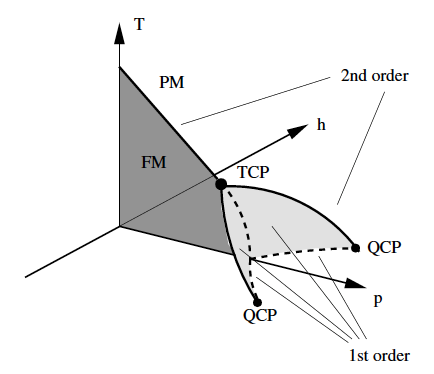 T
PM
2nd order
h
FM
TCP
QCP
p
QCP
1st order